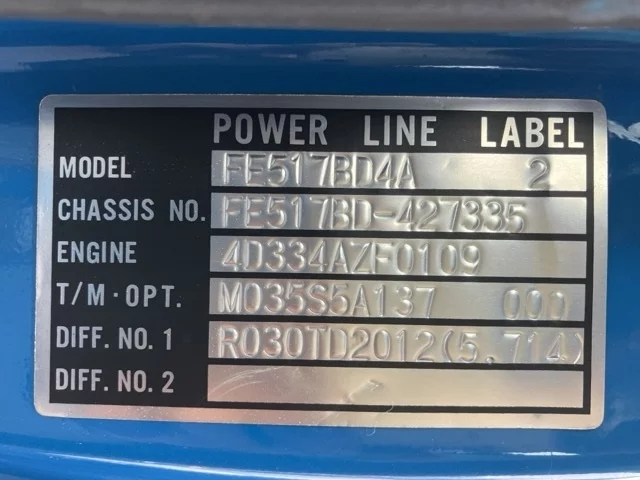 POWER LINE LABEL
MODEL FE517BD4A 2
CHASSIS NO. FE517BD-427335
ENGINE 4D334AZF0109
T/M·OPT. M035S5A137 000
DIFF. NO. 1 R030TD2012(5.714)
DIFF. NO. 2